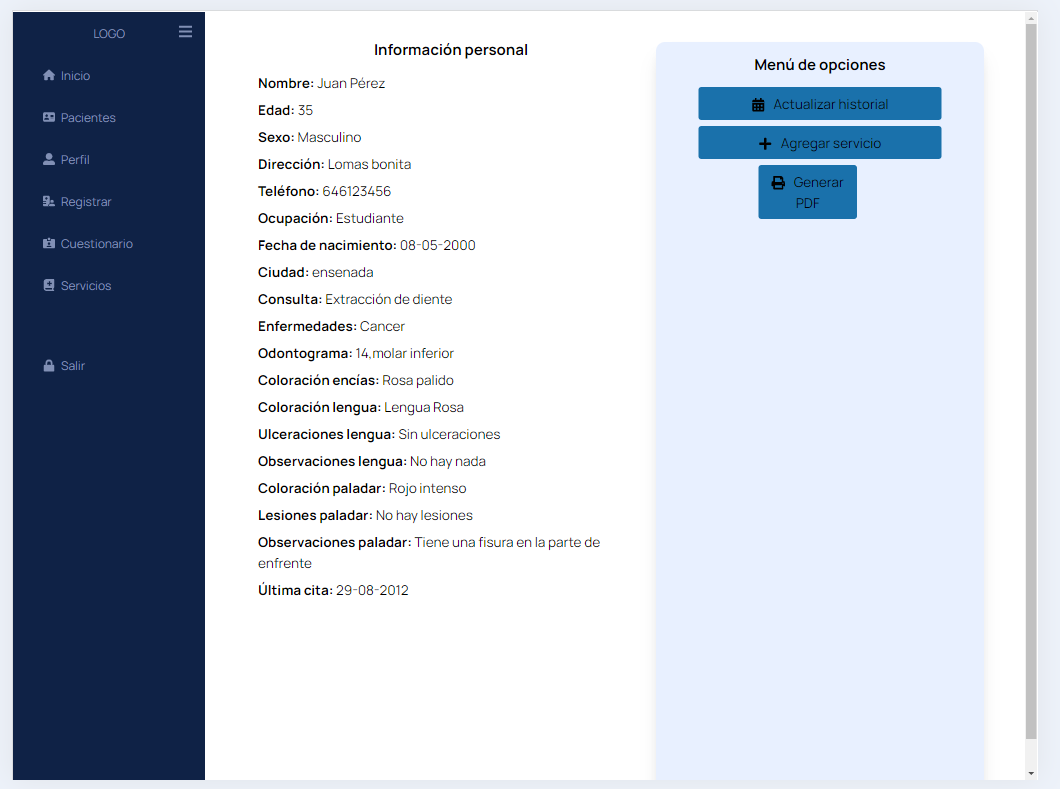 LOGO
Inicio
Pacientes
Perfil
Registrar
Cuestionario
Servicios
Salir
Información personal
Nombre: Juan Pérez
Edad: 35
Sexo: Masculino
Dirección: Lomas bonita
Teléfono: 646123456
Ocupación: Estudiante
Fecha de nacimiento: 08-05-2000
Ciudad: ensenada
Consulta: Extracción de diente
Enfermedades: Cancer
Odontograma: 14,molar inferior
Coloración encías: Rosa palido
Coloración lengua: Lengua Rosa
Ulceraciones lengua: Sin ulceraciones
Observaciones lengua: No hay nada
Coloración paladar: Rojo intenso
Lesiones paladar: No hay lesiones
Observaciones paladar: Tiene una fisura en la parte de
enfrente
Última cita: 29-08-2012
Menú de opciones
Actualizar historial
Agregar servicio
Generar
PDF